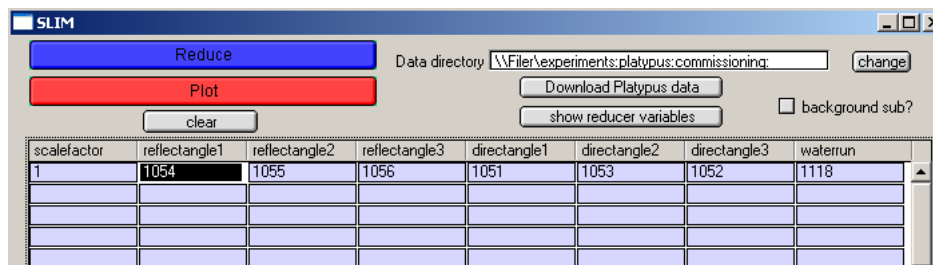 SLIM
Reduce
Data directory \\Filer\experiments:platypus:commissioning: change
Plot
Download Platypus data
background sub?
clear
show reducer variables
scalefactor reflectangle1 reflectangle2 reflectangle3 directangle1 directangle2 directangle3 waterrun
1 1054 1055 1056 1051 1053 1052 1118